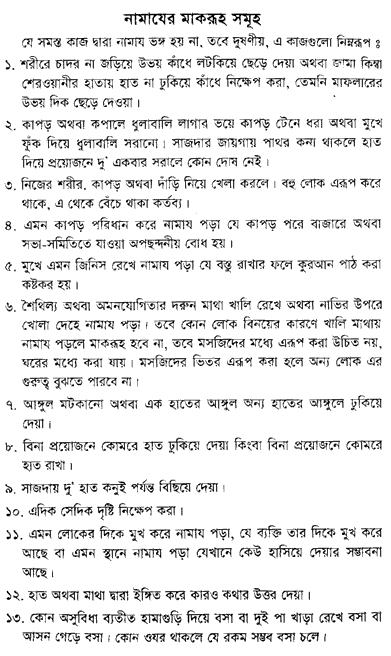 নামাযের মাকরূহ সমূহ
যে সমস্ত কাজ দ্বারা নামায ভঙ্গ হয় না, তবে দুষণীয়, এ কাজগুলো নিম্নরূপ :
১. শরীরে চাদর না জড়িয়ে উভয় কাঁধে লটকিয়ে ছেড়ে দেয়া অথবা জামা কিম্বা
শেরওয়ানীর হাতায় হাত না ঢুকিয়ে কাঁধে নিক্ষেপ করা, তেমনি মাফলারের
উভয় দিক ছেড়ে দেওয়া।
২. কাপড় অথবা কপালে ধুলাবালি লাগার ভয়ে কাপড় টেনে ধরা অথবা মুখে
ফুঁক দিয়ে ধুলাবালি সরানো। সাজদার জায়গায় পাথর কন্য থাকলে হাত
দিয়ে প্রয়োজনে দু' একবার সরালে কোন দোষ নেই।
৩. নিজের শরীর, কাপড় অথবা দাঁড়ি নিয়ে খেলা করলে। বহু লোক এরূপ করে
থাকে, এ থেকে বেঁচে থাকা কর্তব্য।
৪. এমন কাপড় পরিধান করে নামায পড়া যে কাপড় পরে বাজারে অথবা
সভা-সমিতিতে যাওয়া অপছন্দনীয় বোধ হয়।
৫. মুখে এমন জিনিস রেখে নামায পড়া যে বস্তু রাখার ফলে কুরআন পাঠ করা
কষ্টকর হয়।
৬. শৈথিল্য অথবা অমনযোগিতার দরুন মাথা খালি রেখে অথবা নাভির উপরে
খোলা দেহে নামায পড়া। তবে কোন লোক বিনয়ের কারণে খালি মাথায়
নামায পড়লে মাকরূহ হবে না, তবে মসজিদের মধ্যে এরূপ করা উচিত নয়,
ঘরের মধ্যে করা যায়। মসজিদের ভিতর এরূপ করা হলে অন্য লোক এর
গুরুত্ব বুঝতে পারবে না।
৭. আঙ্গুল মটকানো অথবা এক হাতের আঙ্গুল অন্য হাতের আঙ্গুলে ঢুকিয়ে
দেয়া।
৮. বিনা প্রয়োজনে কোমরে হাত ঢুকিয়ে দেয়া কিংবা বিনা প্রয়োজনে কোমরে
হাত রাখা।
৯. সাজদায় দু' হাত কনুই পর্যন্ত বিছিয়ে দেয়া।
১০. এদিক সেদিক দৃষ্টি নিক্ষেপ করা।
১১. এমন লোকের দিকে মুখ করে নামায পড়া, যে ব্যক্তি তার দিকে মুখ করে
আছে বা এমন স্থানে নামায পড়া যেখানে কেউ হাসিয়ে দেয়ার সম্ভাবনা
আছে।
১২. হাত অথবা মাথা দ্বারা ইঙ্গিত করে কারও কথার উত্তর দেয়া।
১৩. কোন অসুবিধা ব্যতীত হামাগুড়ি দিয়ে বসা বা দুই পা খাড়া রেখে বসা বা
আসন গেড়ে বসা। কোন ওযর থাকলে যে রকম সম্ভব বসা চলে।